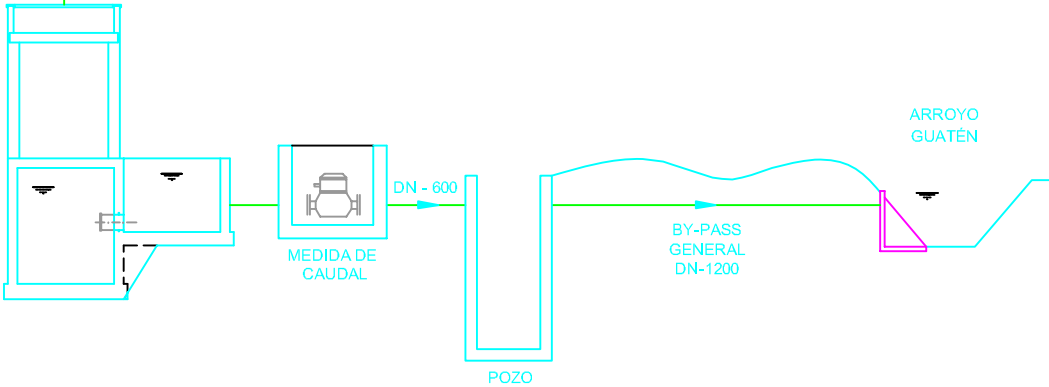 ARROYO
GUATÉN
DN - 600
BY-PASS
GENERAL
DN-1200
MEDIDA DE
CAUDAL
POZO